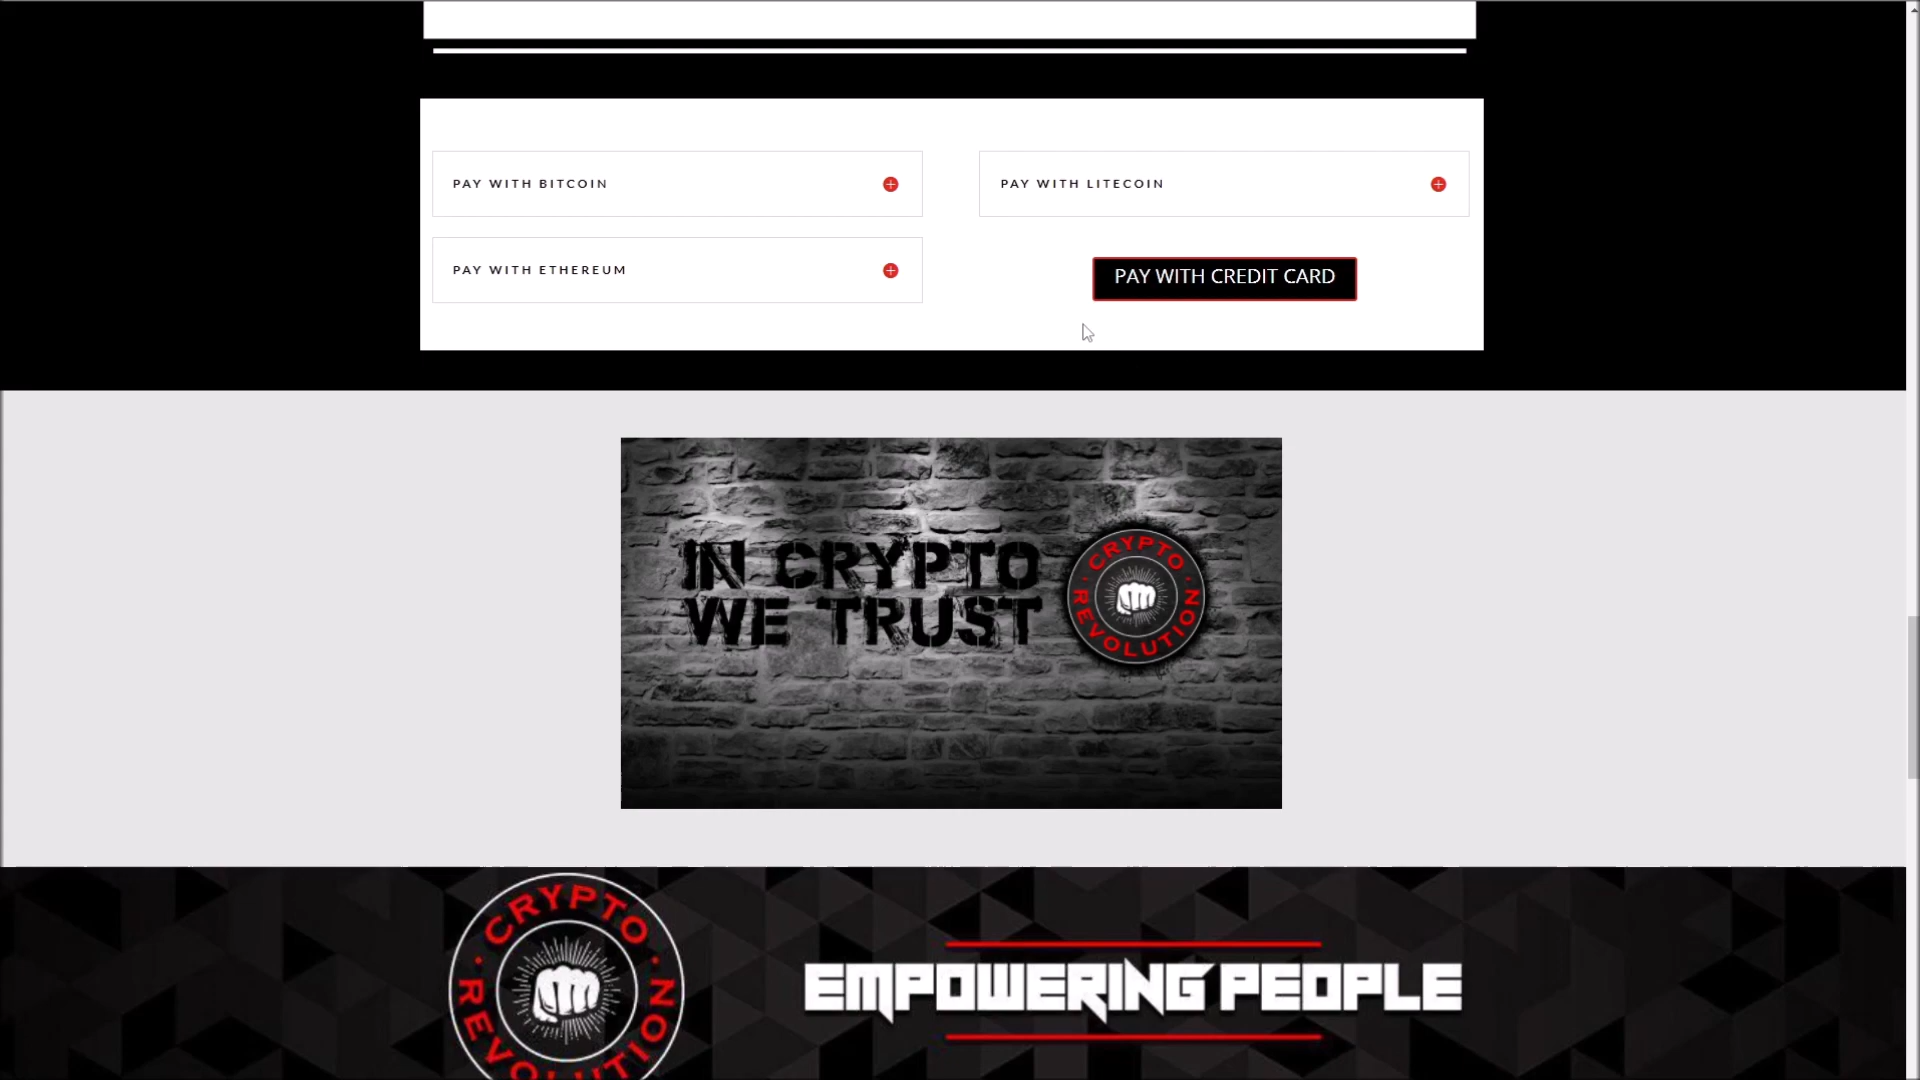 PAY WITH BITCOIN
PAY WITH LITECOIN
PAY WITH ETHEREUM
PAY WITH CREDIT CARD
IN CRYPTO
WE TRUST
CRYPTO
REVOLUTION
CRYPTO
REVOLUTION
EMPOWERING PEOPLE